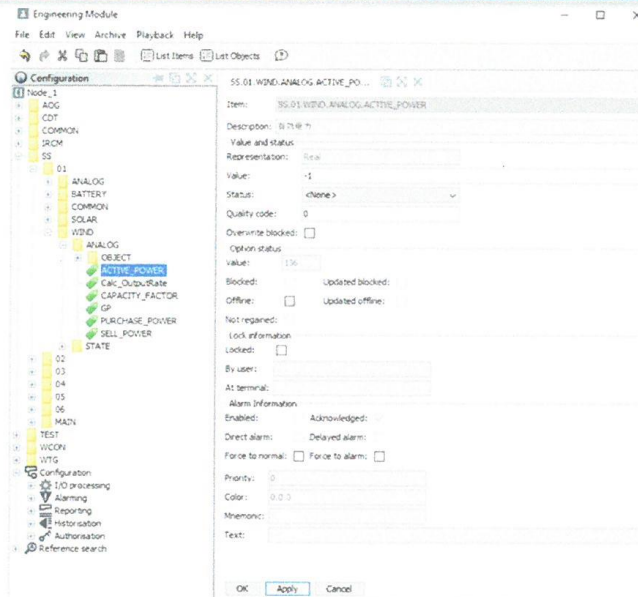 Engineering Module
File Edit View Archive Playback Help
List Items List Objects
Configuration
Node_1
AOG
CDT
COMMON
IRCM
SS
01
ANALOG
BATTERY
COMMON
SOLAR
WIND
ANALOG
OBJECT
ACTIVE_POWER
Calc_OutputRate
CAPACITY_FACTOR
GP
PURCHASE_POWER
SELL_POWER
STATE
02
03
04
05
06
MAIN
TEST
WCON
WTG
Configuration
I/O processing
Alarming
Reporting
Historisation
Authorisation
Reference search
SS.01.WIND.ANALOG.ACTIVE_PO...
Item: SS.01.WIND.ANALOG.ACTIVE_POWER
Description:
Value and status
Representation: Real
Value: -1
Status: <None>
Quality code: 0
Overwrite blocked:
Option status
Value: 136
Blocked: Updated blocked:
Offline: Updated offline:
Not regained:
Lock information
Locked:
By user:
At terminal:
Alarm Information
Enabled: Acknowledged:
Direct alarm: Delayed alarm:
Force to normal: Force to alarm:
Priority: 0
Color: 0.0.0
Mnemonic:
Text:
OK Apply Cancel